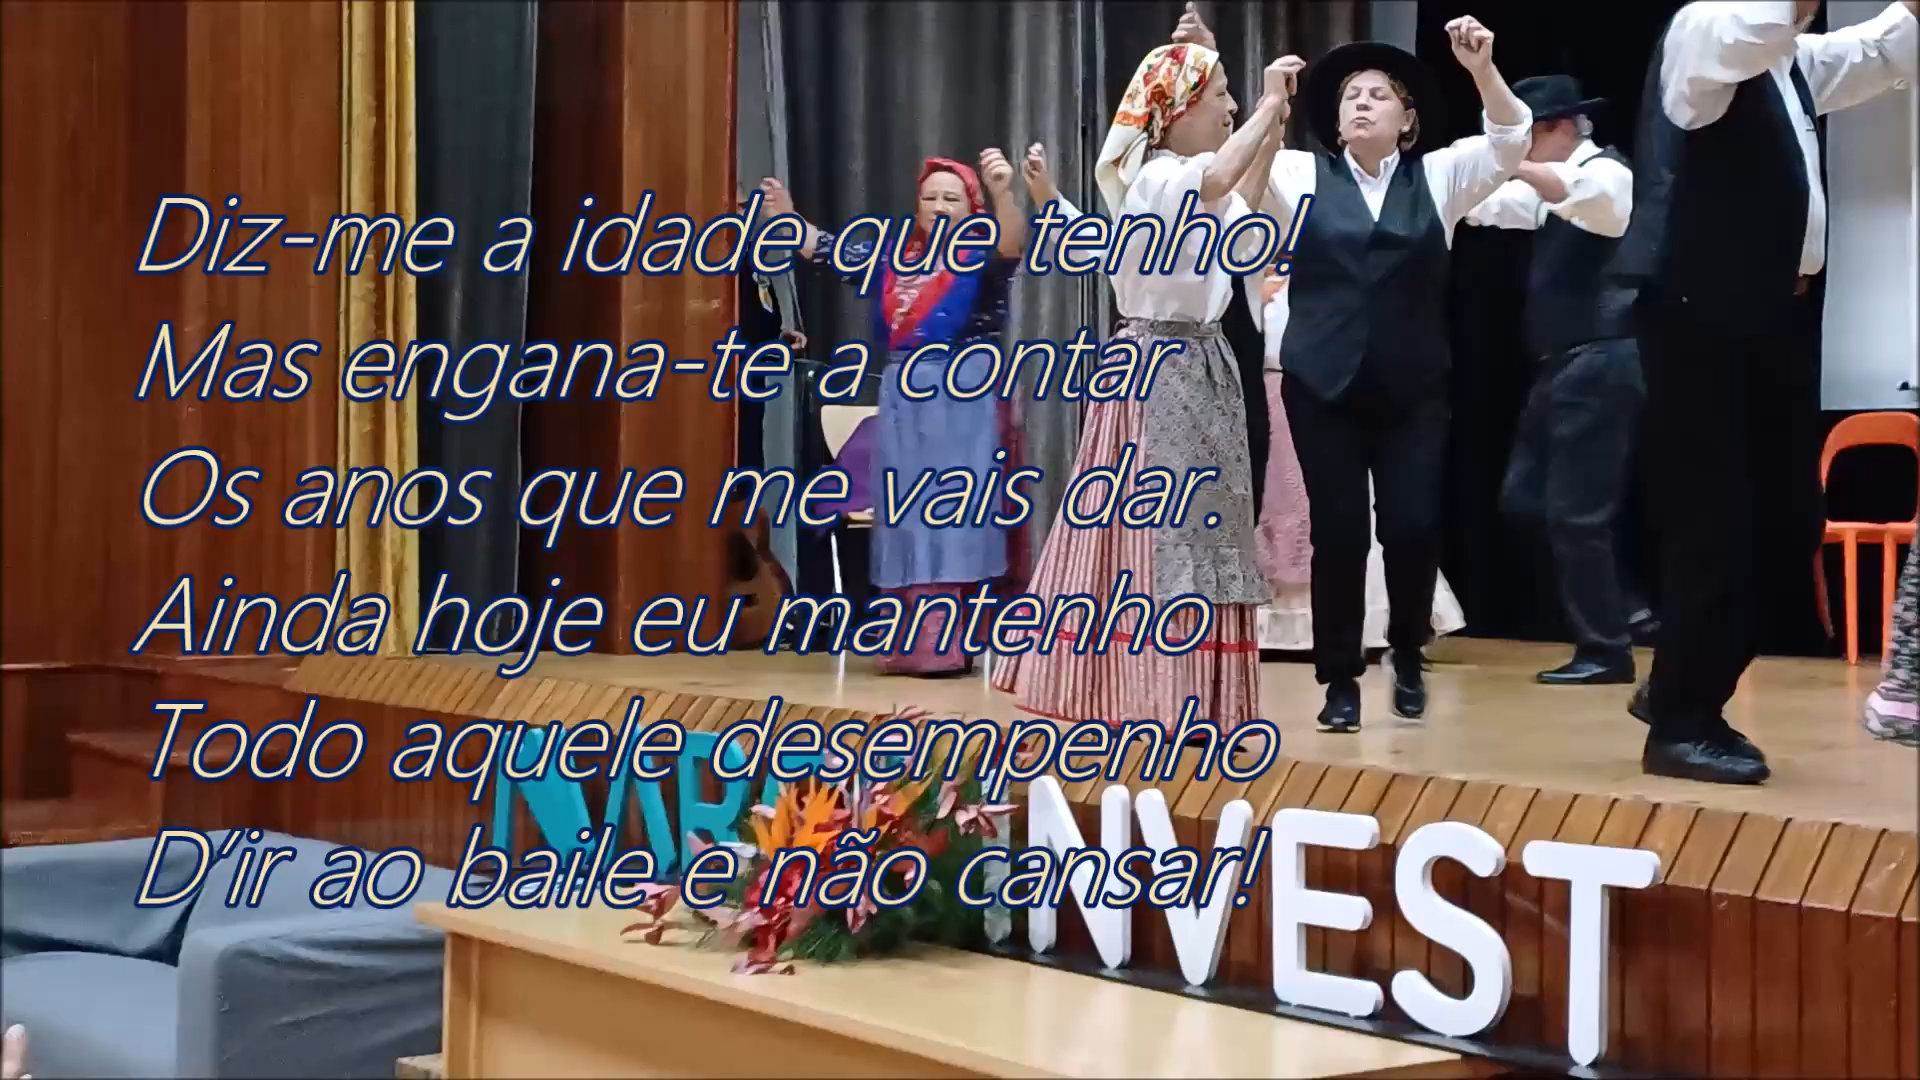 Diz-me a idade que tenho!
Mas engana-te a contar
Os anos que me vais dar.
Ainda hoje eu mantenho
Todo aquele desempenho
D’ir ao baile e não cansar!
INVEST